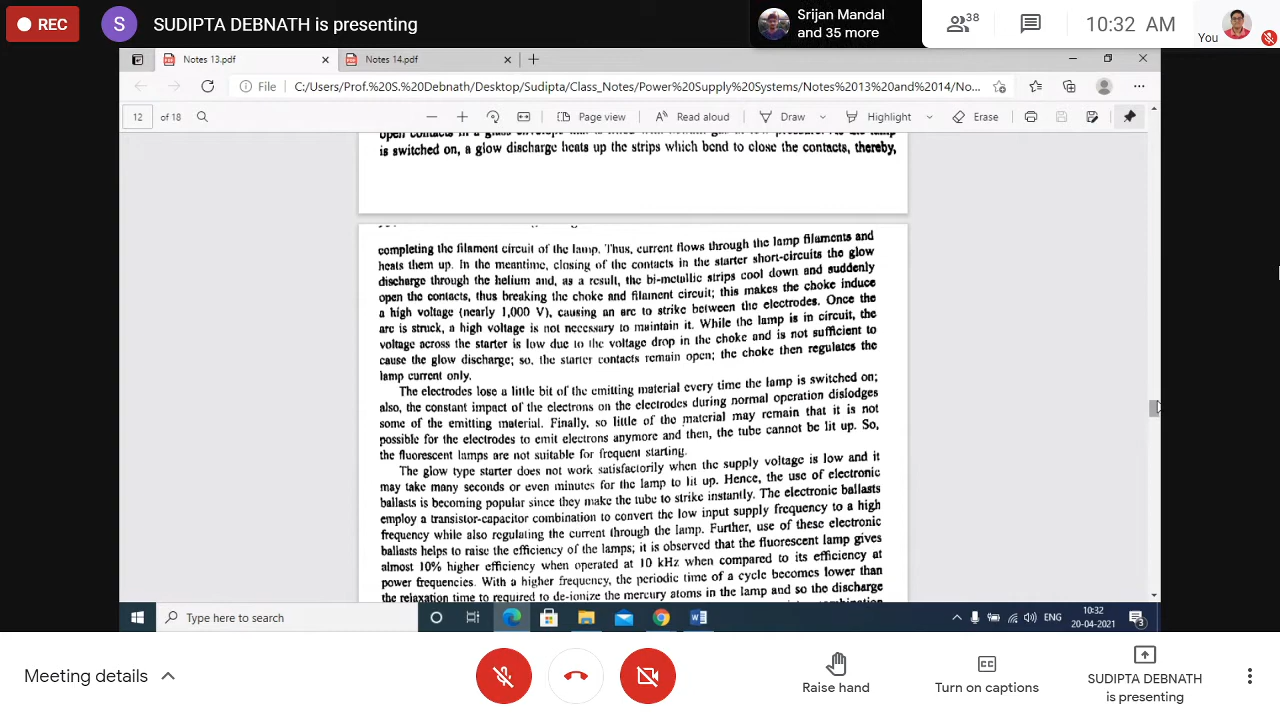 REC
S
SUDIPTA DEBNATH is presenting
Srijan Mandal
and 35 more
38
10:32 AM
You
Notes 13.pdf
Notes 14.pdf
File
C:/Users/Prof.%20S.%20Debnath/Desktop/Sudipta/Class_Notes/Power%20Supply%20Systems/Notes%2013%20and%2014/No...
12 of 18
Page view
Read aloud
Draw
Highlight
Erase
is switched on, a glow discharge heats up the strips which bend to close the contacts, thereby,
completing the filament circuit of the lamp. Thus, current flows through the lamp filaments and
heats them up. In the meantime, closing of the contacts in the starter short-circuits the glow
discharge through the helium and, as a result, the bi-metallic strips cool down and suddenly
open the contacts, thus breaking the choke and filament circuit; this makes the choke induce
a high voltage (nearly 1,000 V), causing an arc to strike between the electrodes. Once the
arc is struck, a high voltage is not necessary to maintain it. While the lamp is in circuit, the
voltage across the starter is low due to the voltage drop in the choke and is not sufficient to
cause the glow discharge; so, the starter contacts remain open; the choke then regulates the
lamp current only.
The electrodes lose a little bit of the emitting material every time the lamp is switched on;
also, the constant impact of the electrons on the electrodes during normal operation dislodges
some of the emitting material. Finally, so little of the material may remain that it is not
possible for the electrodes to emit electrons anymore and then, the tube cannot be lit up. So,
the fluorescent lamps are not suitable for frequent starting.
The glow type starter does not work satisfactorily when the supply voltage is low and it
may take many seconds or even minutes for the lamp to lit up. Hence, the use of electronic
ballasts is becoming popular since they make the tube to strike instantly. The electronic ballasts
employ a transistor-capacitor combination to convert the low input supply frequency to a high
frequency while also regulating the current through the lamp. Further, use of these electronic
ballasts helps to raise the efficiency of the lamps; it is observed that the fluorescent lamp gives
almost 10% higher efficiency when operated at 10 kHz when compared to its efficiency at
power frequencies. With a higher frequency, the periodic time of a cycle becomes lower than
the relaxation time to required to de-ionize the mercury atoms in the lamp and so the discharge
Type here to search
ENG
10:32
20-04-2021
3
Meeting details
Raise hand
Turn on captions
SUDIPTA DEBNATH
is presenting